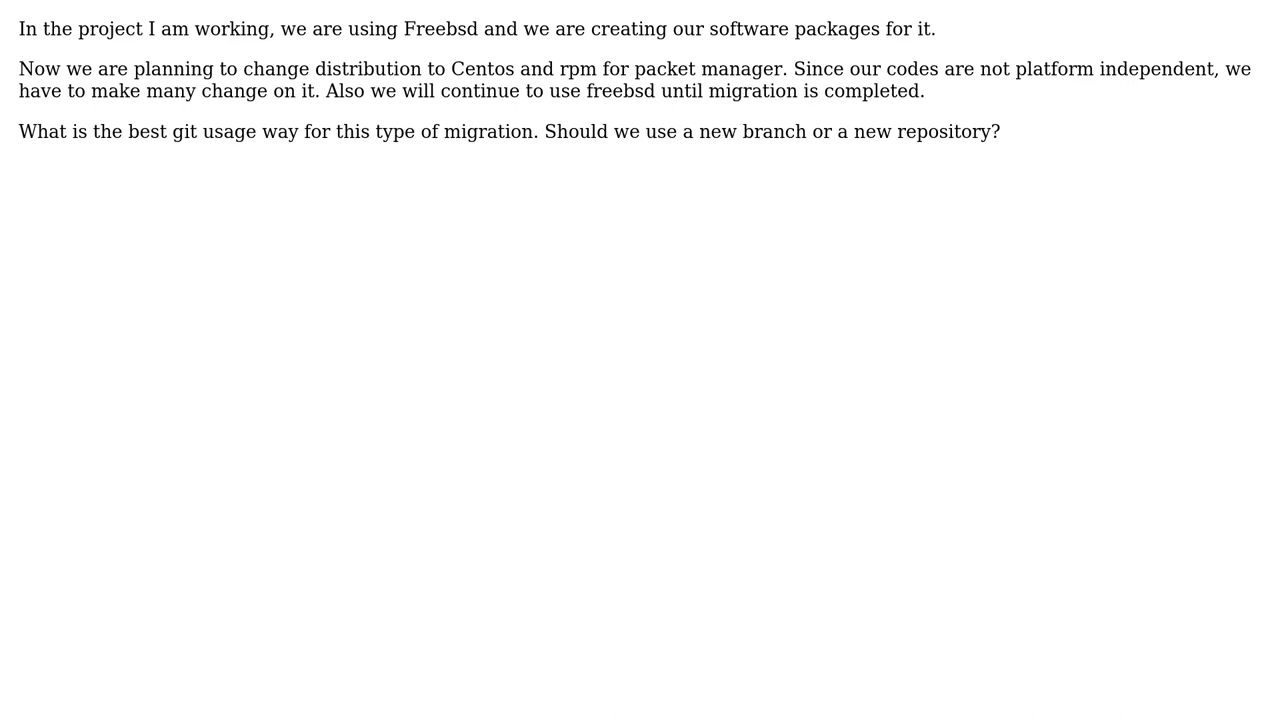 In the project I am working, we are using Freebsd and we are creating our software packages for it.
Now we are planning to change distribution to Centos and rpm for packet manager. Since our codes are not platform independent, we
have to make many change on it. Also we will continue to use freebsd until migration is completed.
What is the best git usage way for this type of migration. Should we use a new branch or a new repository?